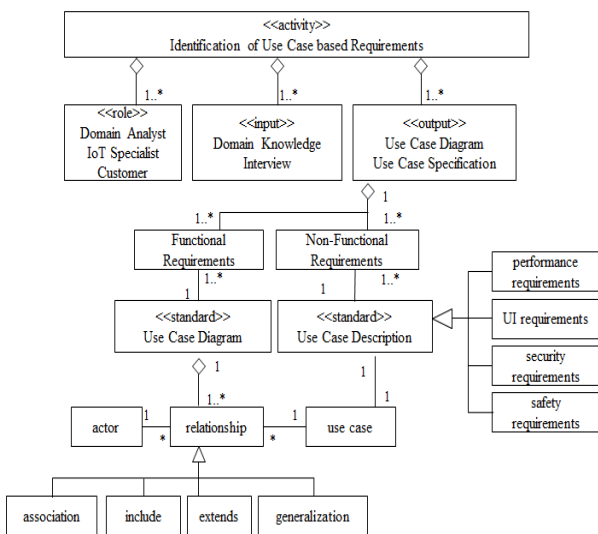 <<activity>>
Identification of Use Case based Requirements
1..*
1..*
1..*
<<role>>
Domain Analyst
IoT Specialist
Customer
<<input>>
Domain Knowledge
Interview
<<output>>
Use Case Diagram
Use Case Specification
1
1..*
1..*
Functional
Requirements
Non-Functional
Requirements
1..*
1
1
1..*
<<standard>>
Use Case Diagram
<<standard>>
Use Case Description
performance
requirements
UI requirements
security
requirements
safety
requirements
1
1..*
1
1
actor
1
*
relationship
1
*
use case
association
include
extends
generalization